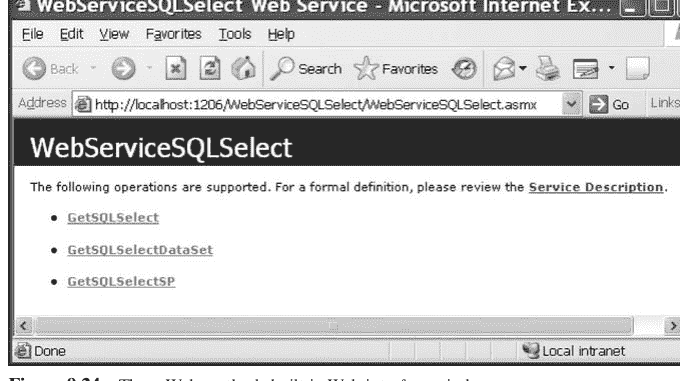 WebServiceSQLSelect Web Service - Microsoft Internet Ex...
File Edit View Favorites Tools Help
Back Search Favorites
Address http://localhost:1206/WebServiceSQLSelect/WebServiceSQLSelect.asmx Go Links
WebServiceSQLSelect
The following operations are supported. For a formal definition, please review the Service Description.
• GetSQLSelect
• GetSQLSelectDataSet
• GetSQLSelectSP
Done Local intranet